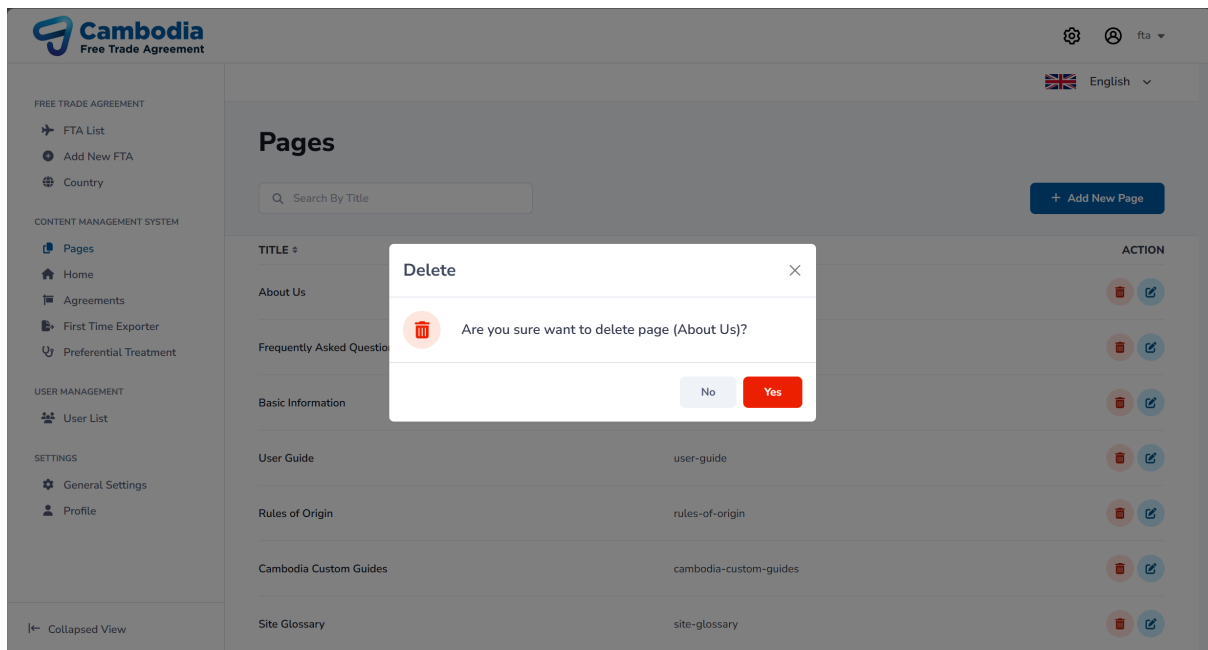 Cambodia
Free Trade Agreement
fta
English
FREE TRADE AGREEMENT
FTA List
Add New FTA
Country
CONTENT MANAGEMENT SYSTEM
Pages
Home
Agreements
First Time Exporter
Preferential Treatment
USER MANAGEMENT
User List
SETTINGS
General Settings
Profile
Collapsed View
Pages
Search By Title
+ Add New Page
TITLE
ACTION
About Us
Frequently Asked
Basic Information
User Guide user-guide
Rules of Origin rules-of-origin
Cambodia Custom Guides cambodia-custom-guides
Site Glossary site-glossary
Delete
Are you sure want to delete page (About Us)?
No Yes